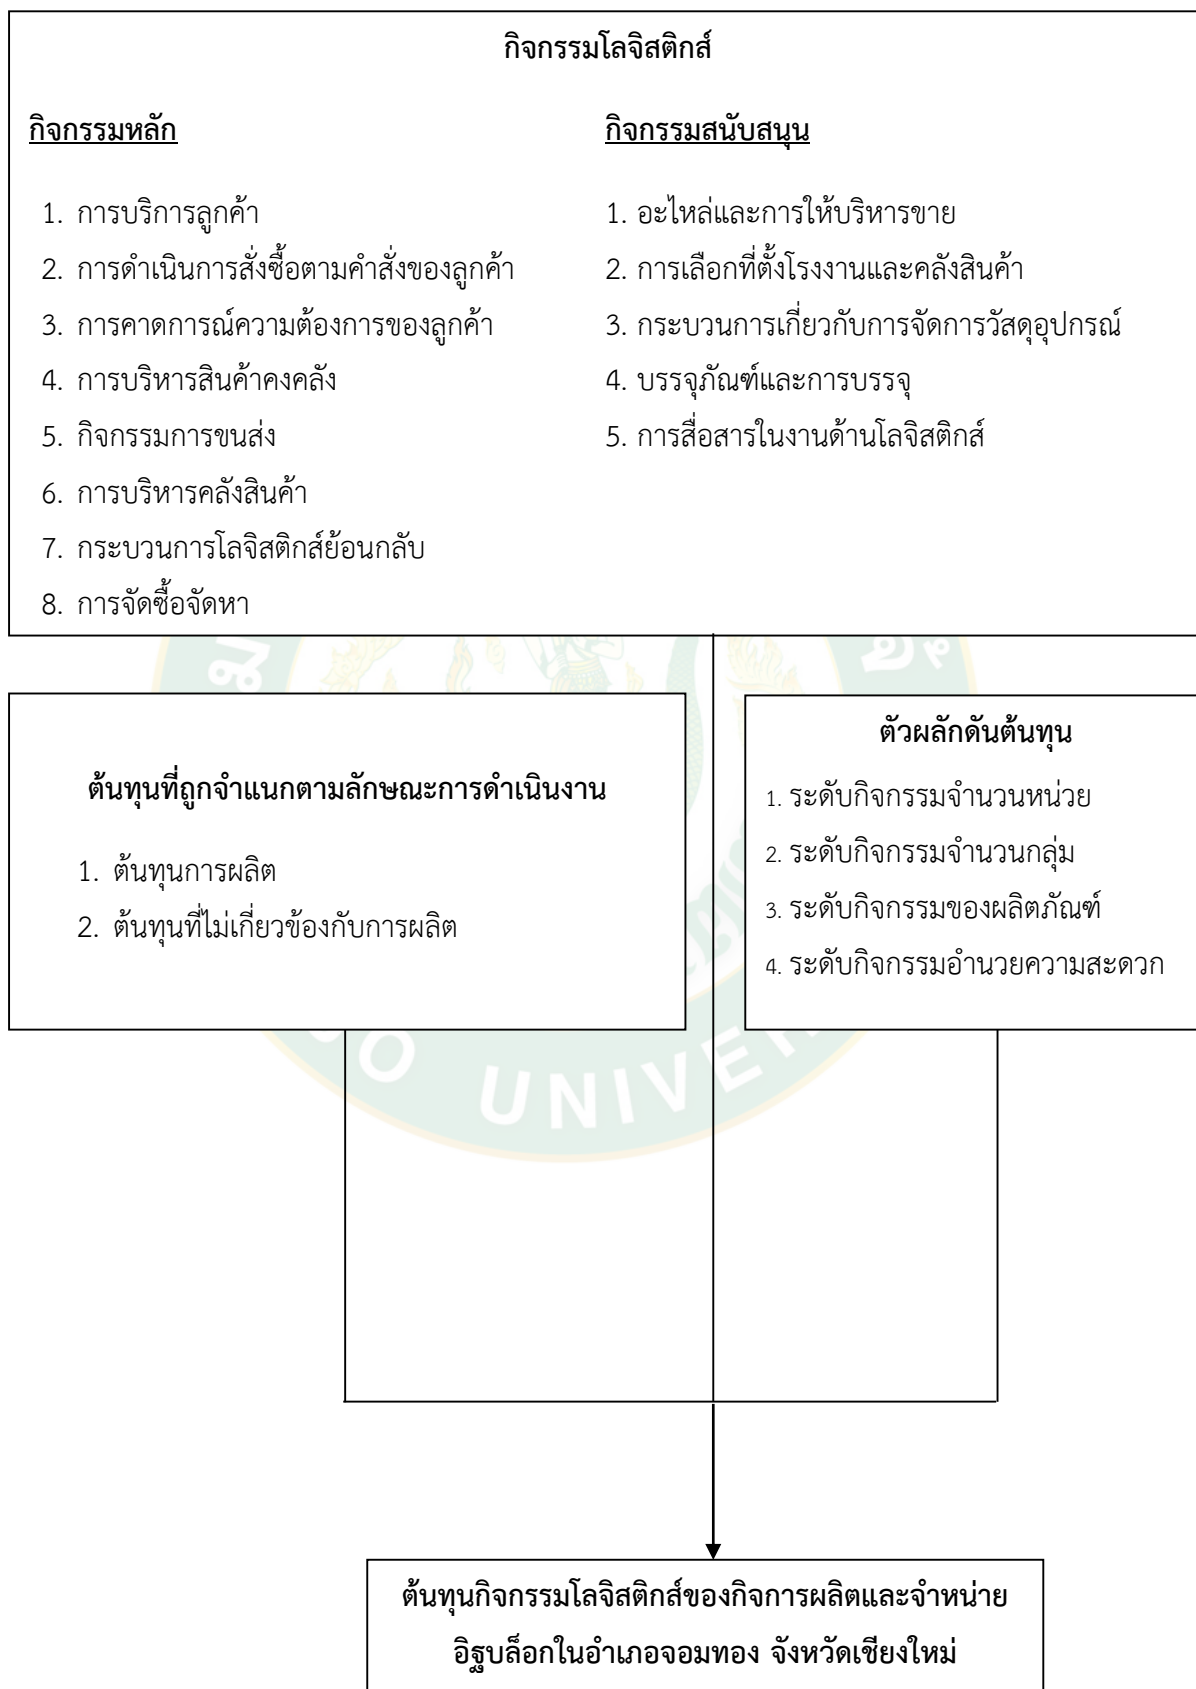 กิจกรรมโลจิสติกส์
กิจกรรมหลัก
1. การบริการลูกค้า
2. การดำเนินการสั่งซื้อตามคำสั่งของลูกค้า
3. การคาดการณ์ความต้องการของลูกค้า
4. การบริหารสินค้าคงคลัง
5. กิจกรรมการขนส่ง
6. การบริหารคลังสินค้า
7. กระบวนการโลจิสติกส์ย้อนกลับ
8. การจัดซื้อจัดหา
กิจกรรมสนับสนุน
1. อะไหล่และการให้บริหารขาย
2. การเลือกที่ตั้งโรงงานและคลังสินค้า
3. กระบวนการเกี่ยวกับการจัดการวัสดุอุปกรณ์
4. บรรจุภัณฑ์และการบรรจุ
5. การสื่อสารในงานด้านโลจิสติกส์
ต้นทุนที่ถูกจำแนกตามลักษณะการดำเนินงาน
1. ต้นทุนการผลิต
2. ต้นทุนที่ไม่เกี่ยวข้องกับการผลิต
ตัวผลักดันต้นทุน
1. ระดับกิจกรรมจำนวนหน่วย
2. ระดับกิจกรรมจำนวนกลุ่ม
3. ระดับกิจกรรมของผลิตภัณฑ์
4. ระดับกิจกรรมอำนวยความสะดวก
ต้นทุนกิจกรรมโลจิสติกส์ของกิจการผลิตและจำหน่าย
อิฐบล็อกในอำเภอจอมทอง จังหวัดเชียงใหม่